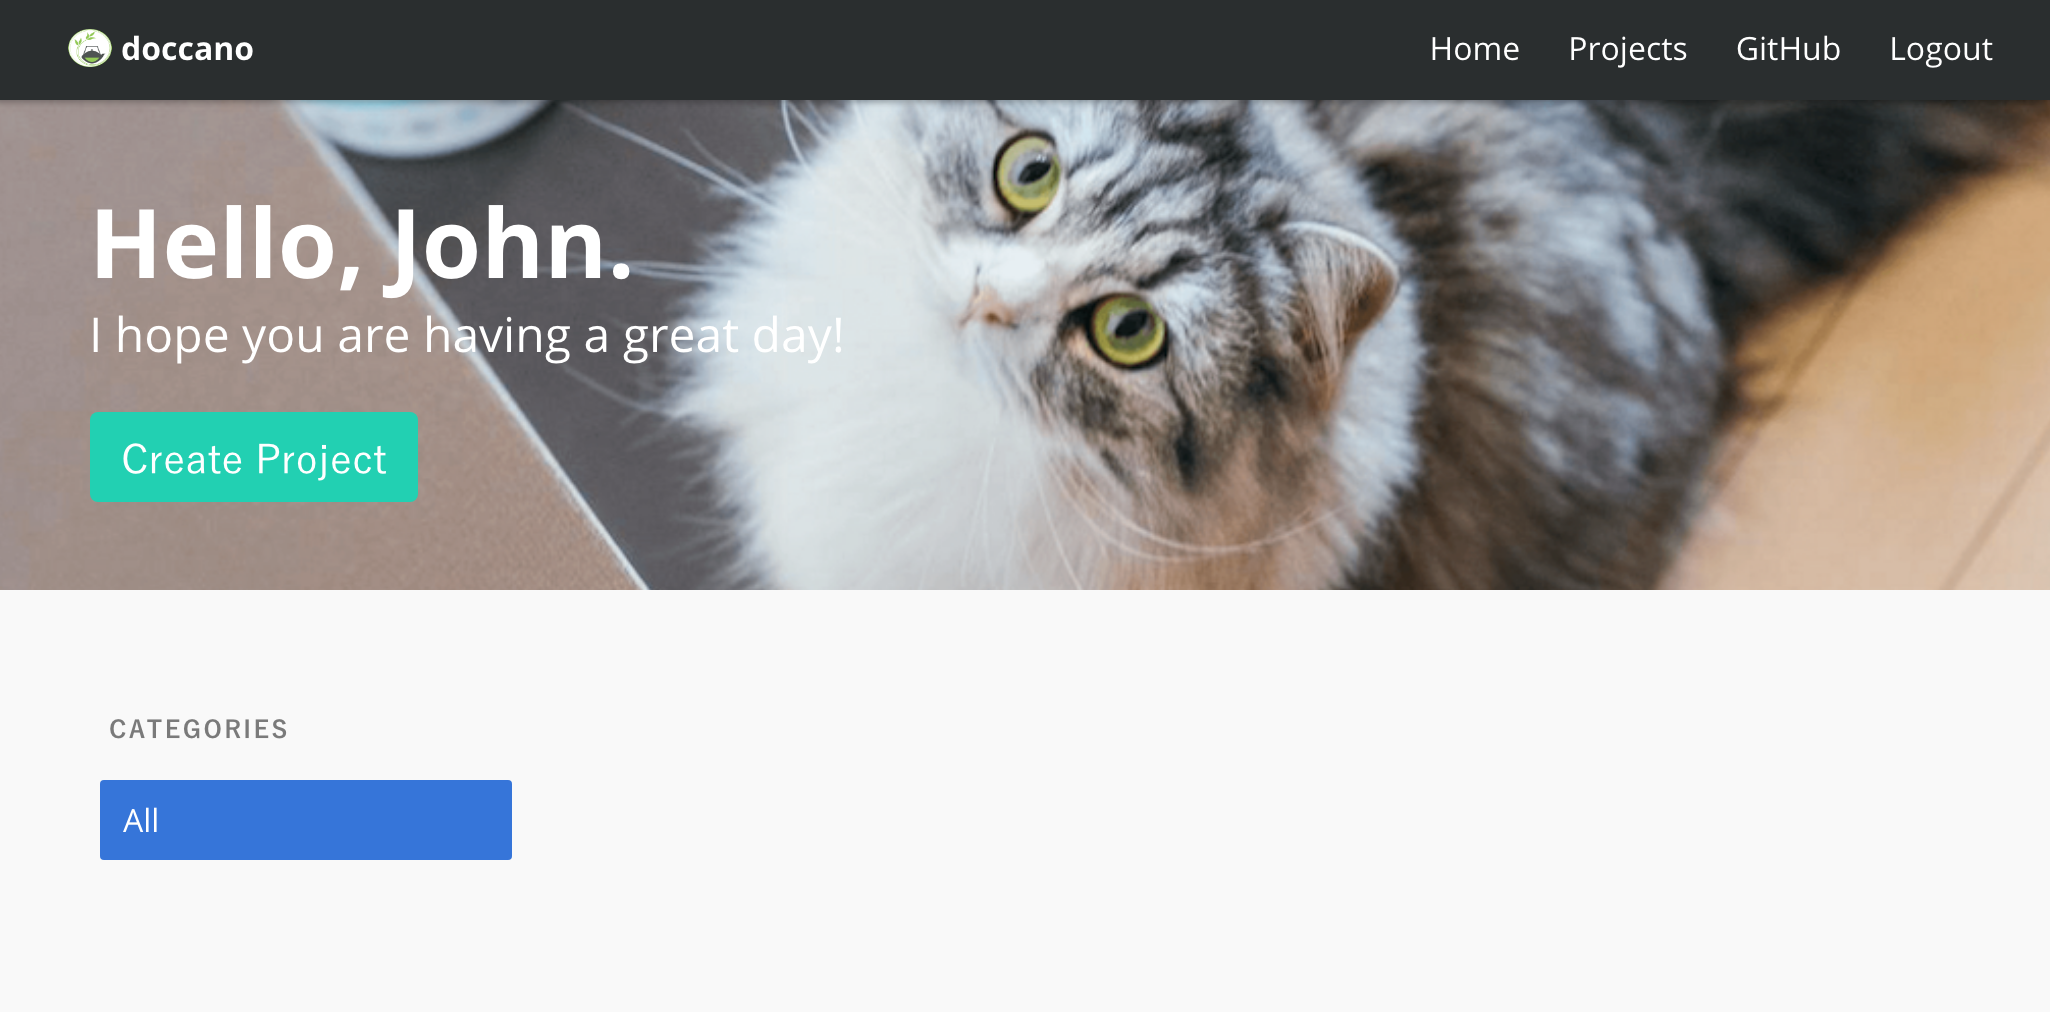 doccano
Home Projects GitHub Logout
Hello, John.
I hope you are having a great day!
Create Project
CATEGORIES
All